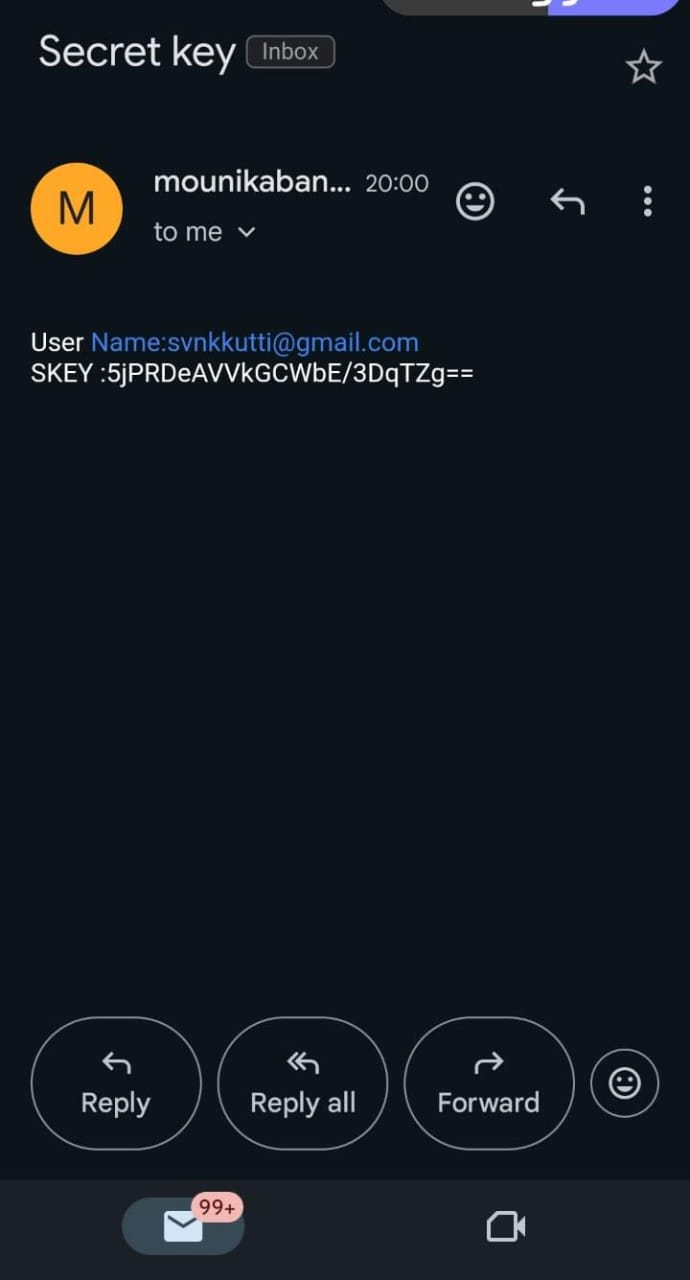 Secret key Inbox
M
mounikaban... 20:00
to me
User Name:svnkkutti@gmail.com
SKEY :5jPRDeAVVkGCWbE/3DqTZg==
Reply
Reply all
Forward
99+